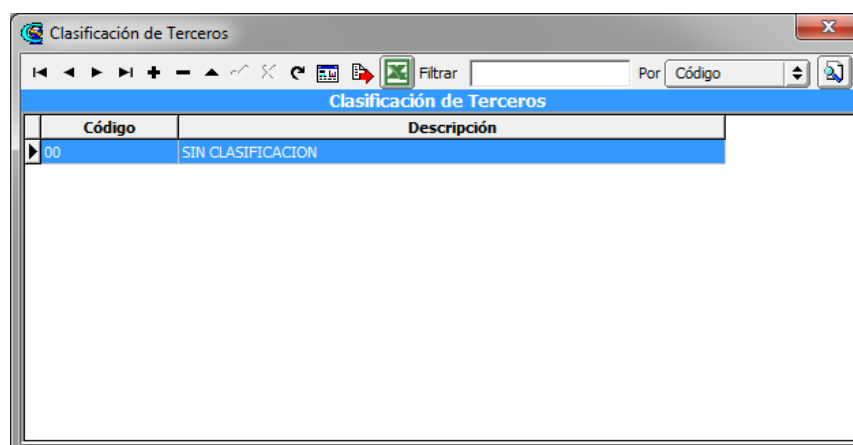 Clasificación de Terceros
Filtrar Por Código
Clasificación de Terceros
Código Descripción
00 SIN CLASIFICACION